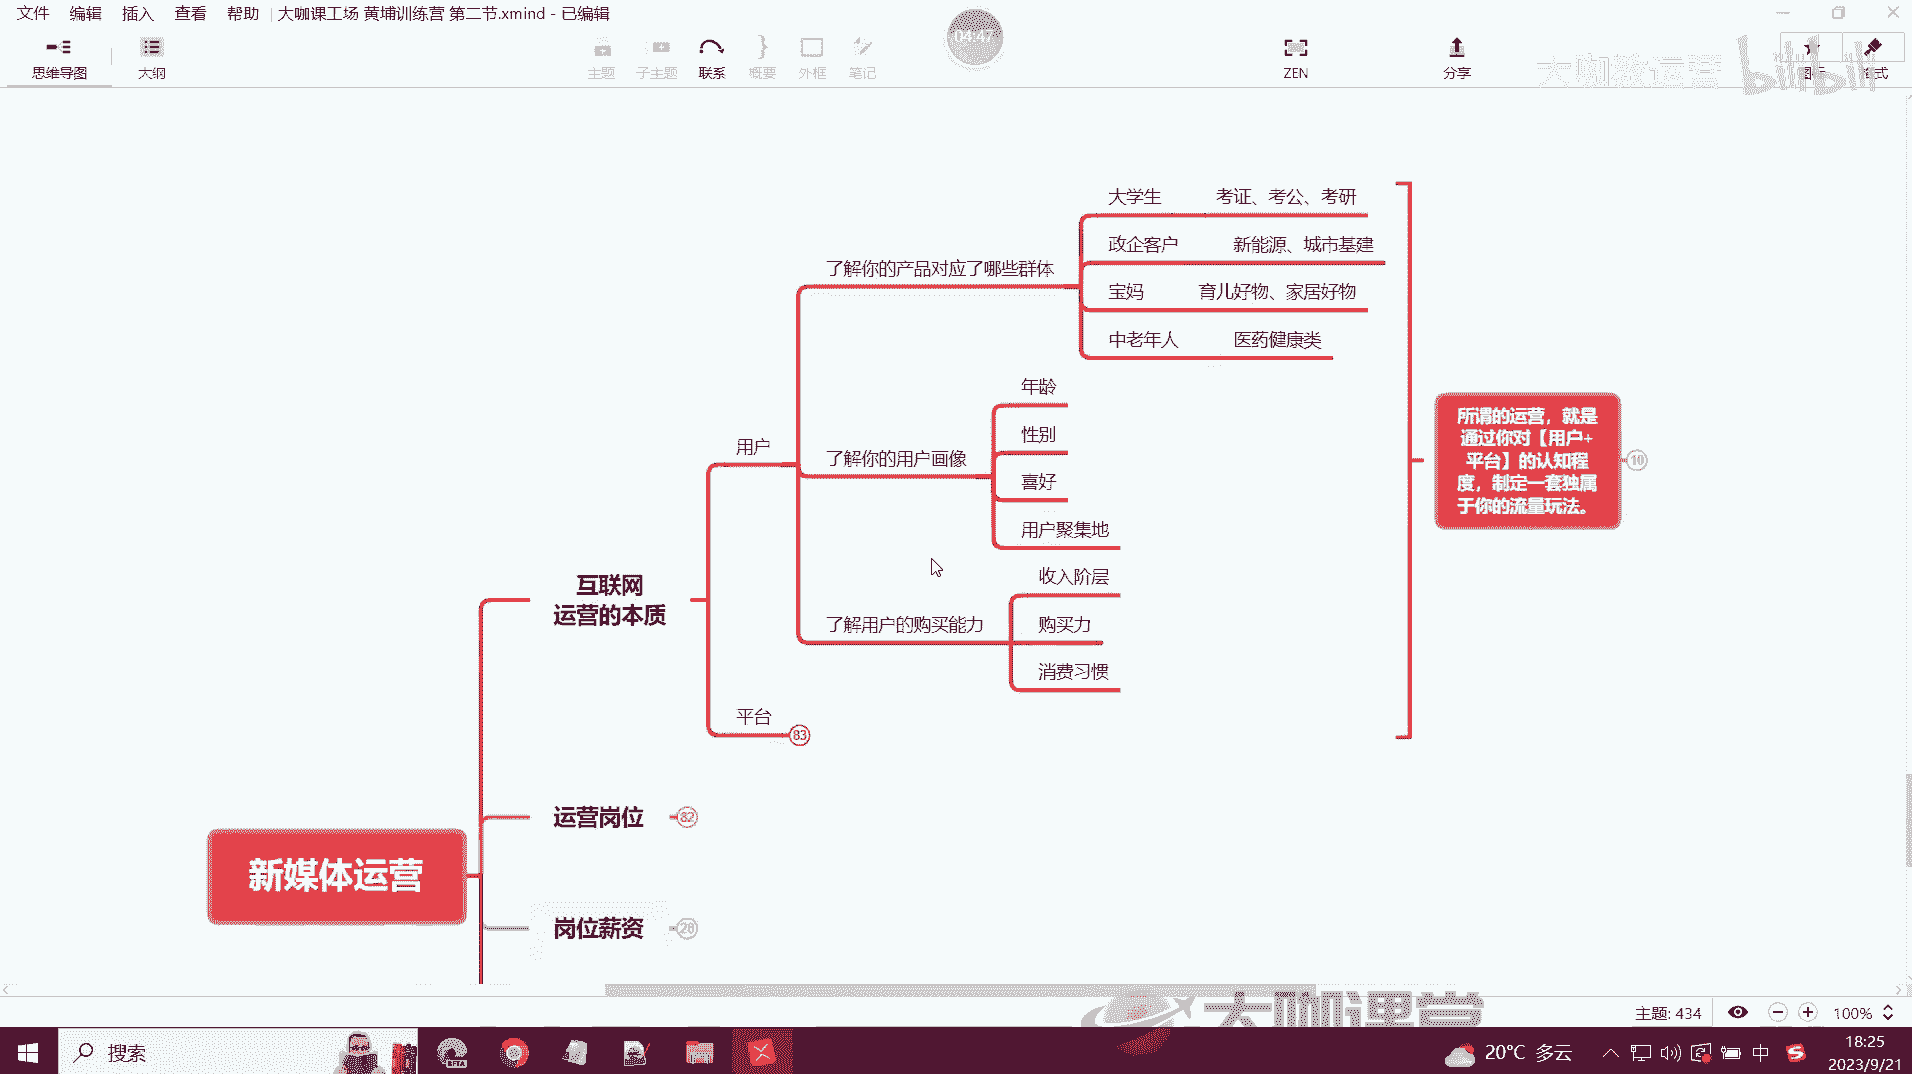 文件 编辑 插入 查看 帮助 大咖课工场 黄埔训练营 第二节.xmind - 已编辑
04:47
思维导图 大纲 主题 子主题 联系 概要 外框 笔记 ZEN 分享
大咖教运营 bilibili
大学生 考证、考公、考研
政企客户 新能源、城市基建
了解你的产品对应了哪些群体
宝妈 育儿好物、家居好物
中老年人 医药健康类
年龄
性别
用户
了解你的用户画像
喜好
用户聚集地
收入阶层
了解用户的购买能力
购买力
消费习惯
所谓的运营，就是
通过你对【用户+
平台】的认知程
度，制定一套独属
于你的流量玩法。
10
互联网
运营的本质
平台 83
运营岗位 82
新媒体运营
岗位薪资
大咖课堂
主题: 434 100%
搜索
20°C 多云
中
18:25
2023/9/21